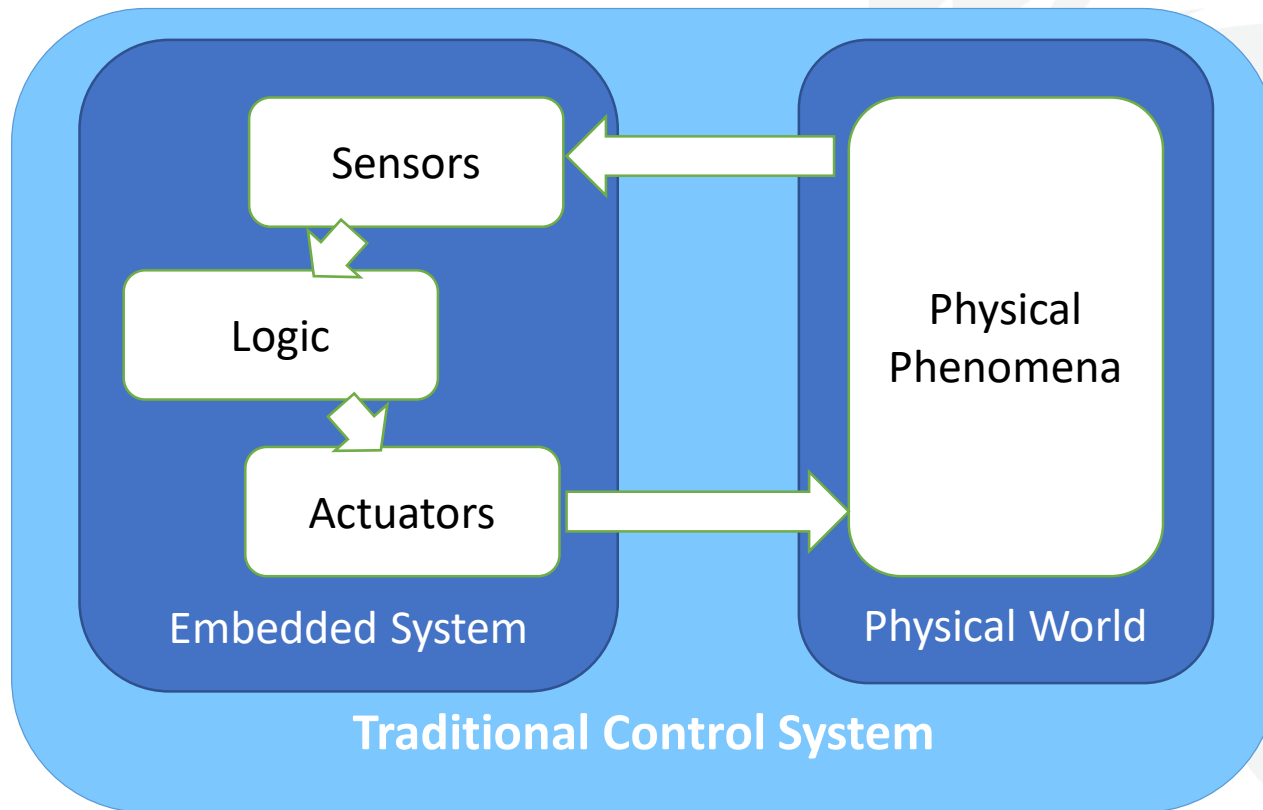 Sensors
Logic
Actuators
Embedded System
Physical
Phenomena
Physical World
Traditional Control System